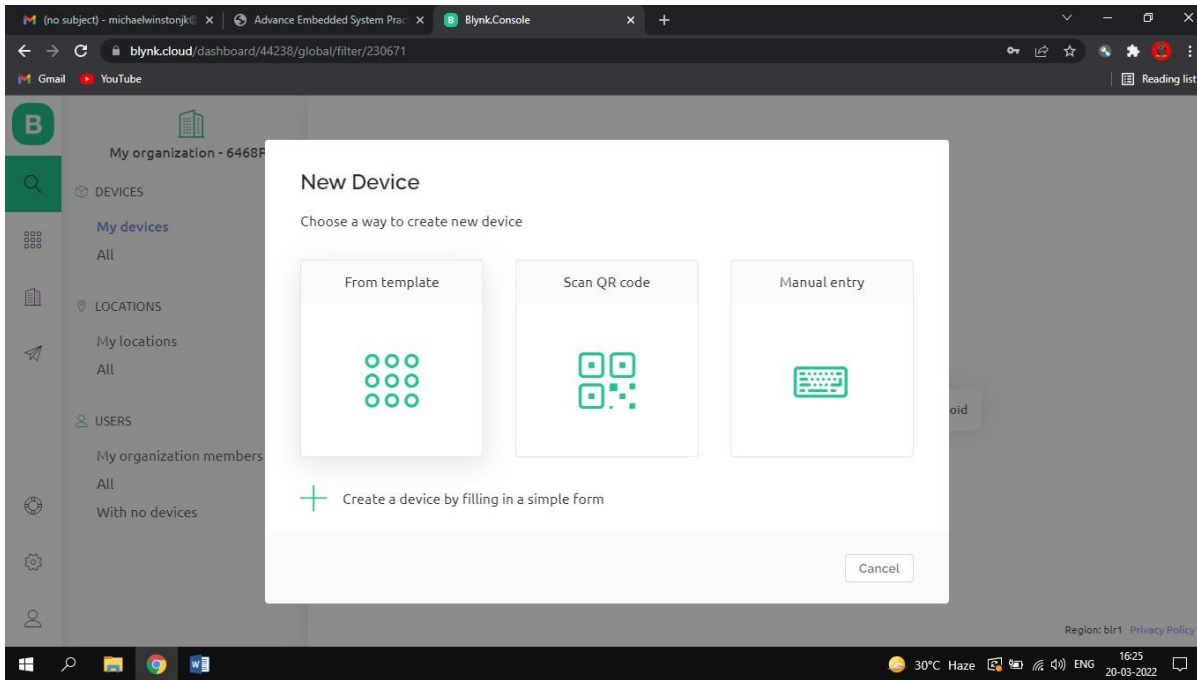 (no subject) - michaelwinstonjk@
Advance Embedded System Prac
Blynk.Console
blynk.cloud/dashboard/44238/global/filter/230671
Gmail
YouTube
Reading list
B
My organization - 6468
DEVICES
My devices
All
LOCATIONS
My locations
All
USERS
My organization members
All
With no devices
New Device
Choose a way to create new device
From template
Scan QR code
Manual entry
Create a device by filling in a simple form
Cancel
oid
Region: blr1 Privacy Policy
30°C Haze
ENG
16:25
20-03-2022